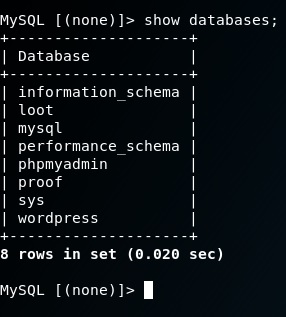 MySQL [(none)]> show databases;
+--------------------+
| Database           |
+--------------------+
| information_schema |
| loot               |
| mysql              |
| performance_schema |
| phpmyadmin         |
| proof              |
| sys                |
| wordpress          |
+--------------------+
8 rows in set (0.020 sec)
MySQL [(none)]>